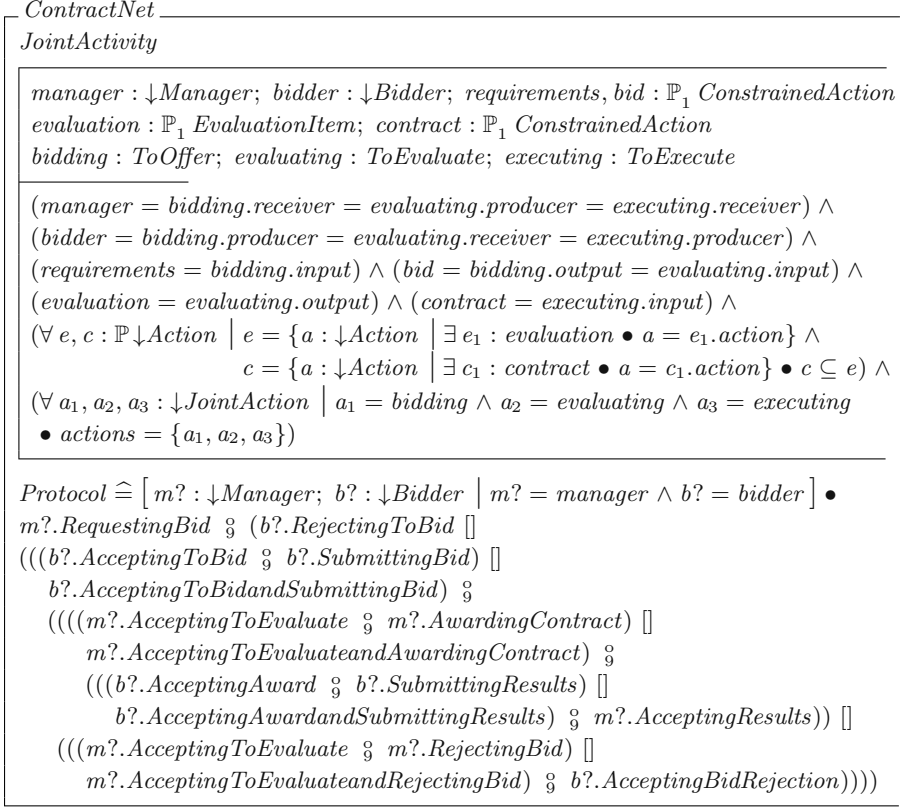 ContractNet
JointActivity
manager : ↓Manager; bidder : ↓Bidder; requirements, bid : ℙ₁ ConstrainedAction
evaluation : ℙ₁ EvaluationItem; contract : ℙ₁ ConstrainedAction
bidding : ToOffer; evaluating : ToEvaluate; executing : ToExecute
(manager = bidding.receiver = evaluating.producer = executing.receiver) ∧
(bidder = bidding.producer = evaluating.receiver = executing.producer) ∧
(requirements = bidding.input) ∧ (bid = bidding.output = evaluating.input) ∧
(evaluation = evaluating.output) ∧ (contract = executing.input) ∧
(∀ e, c : ℙ ↓Action | e = {a : ↓Action | ∃ e₁ : evaluation • a = e₁.action} ∧
c = {a : ↓Action | ∃ c₁ : contract • a = c₁.action} • c ⊆ e) ∧
(∀ a₁, a₂, a₃ : ↓JointAction | a₁ = bidding ∧ a₂ = evaluating ∧ a₃ = executing
• actions = {a₁, a₂, a₃})
Protocol ≙ [ m? : ↓Manager; b? : ↓Bidder | m? = manager ∧ b? = bidder ] •
m?.RequestingBid ⨟ (b?.RejectingToBid []
(((b?.AcceptingToBid ⨟ b?.SubmittingBid) []
b?.AcceptingToBidandSubmittingBid) ⨟
((((m?.AcceptingToEvaluate ⨟ m?.AwardingContract) []
m?.AcceptingToEvaluateandAwardingContract) ⨟
(((b?.AcceptingAward ⨟ b?.SubmittingResults) []
b?.AcceptingAwardandSubmittingResults) ⨟ m?.AcceptingResults)) []
(((m?.AcceptingToEvaluate ⨟ m?.RejectingBid) []
m?.AcceptingToEvaluateandRejectingBid) ⨟ b?.AcceptingBidRejection))))